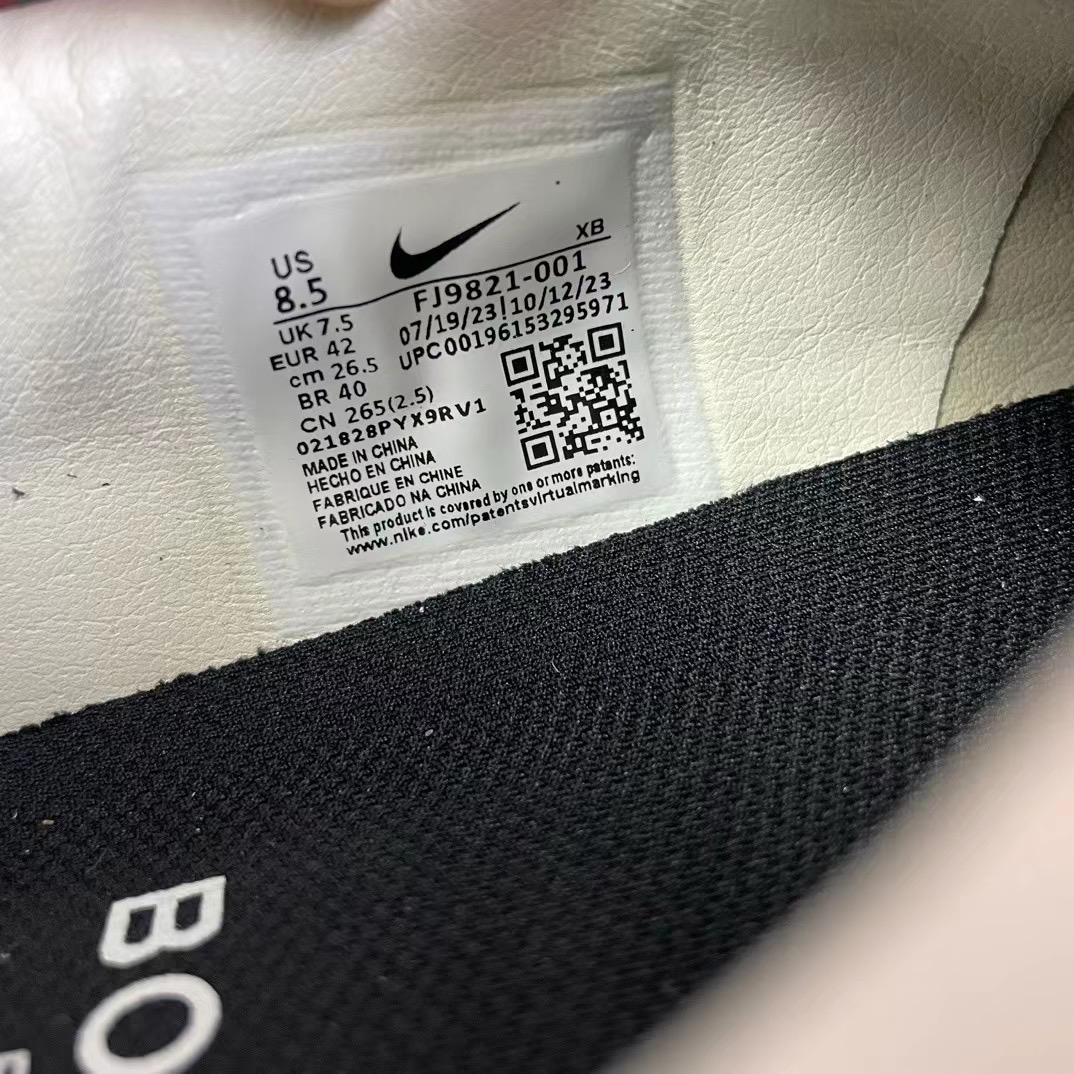 US
8.5
XB
FJ9821-001
07/19/23|10/12/23
UPC00196153295971
UK 7.5
EUR 42
cm 26.5
BR 40
CN 265(2.5)
021828PYX9RV1
MADE IN CHINA
HECHO EN CHINA
FABRIQUE EN CHINE
FABRICADO NA CHINA
This product is covered by one or more patents:
www.nike.com/patentsvirtualmarking
BO